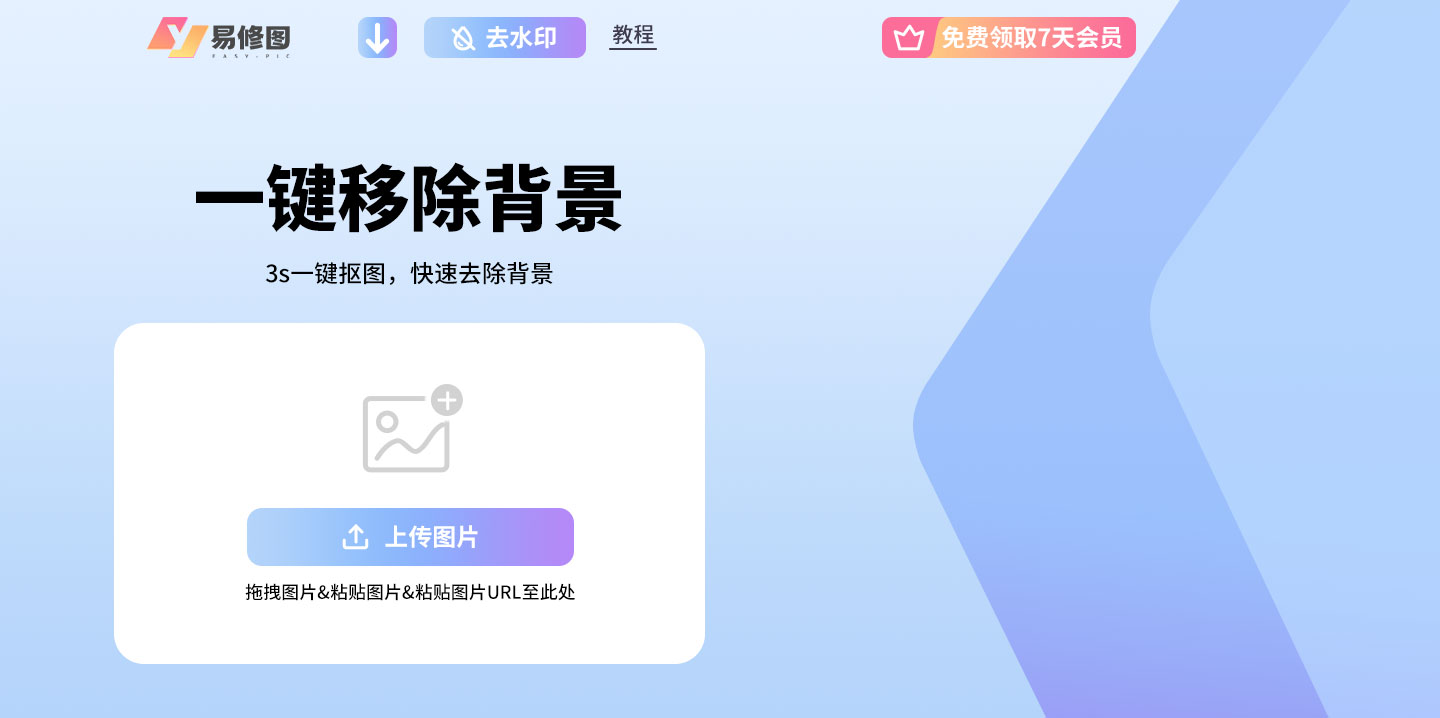 易修图
EASY-PIC
去水印
教程
免费领取7天会员
一键移除背景
3s一键抠图，快速去除背景
上传图片
拖拽图片&粘贴图片&粘贴图片URL至此处